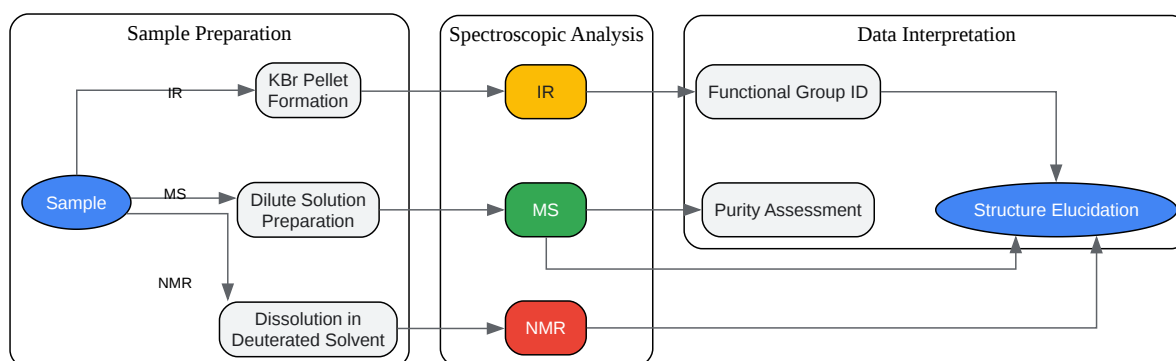 Sample Preparation
Spectroscopic Analysis
Data Interpretation
IR
KBr Pellet
Formation
IR
Functional Group ID
Sample
MS
Dilute Solution
Preparation
MS
Purity Assessment
Structure Elucidation
NMR
Dissolution in
Deuterated Solvent
NMR